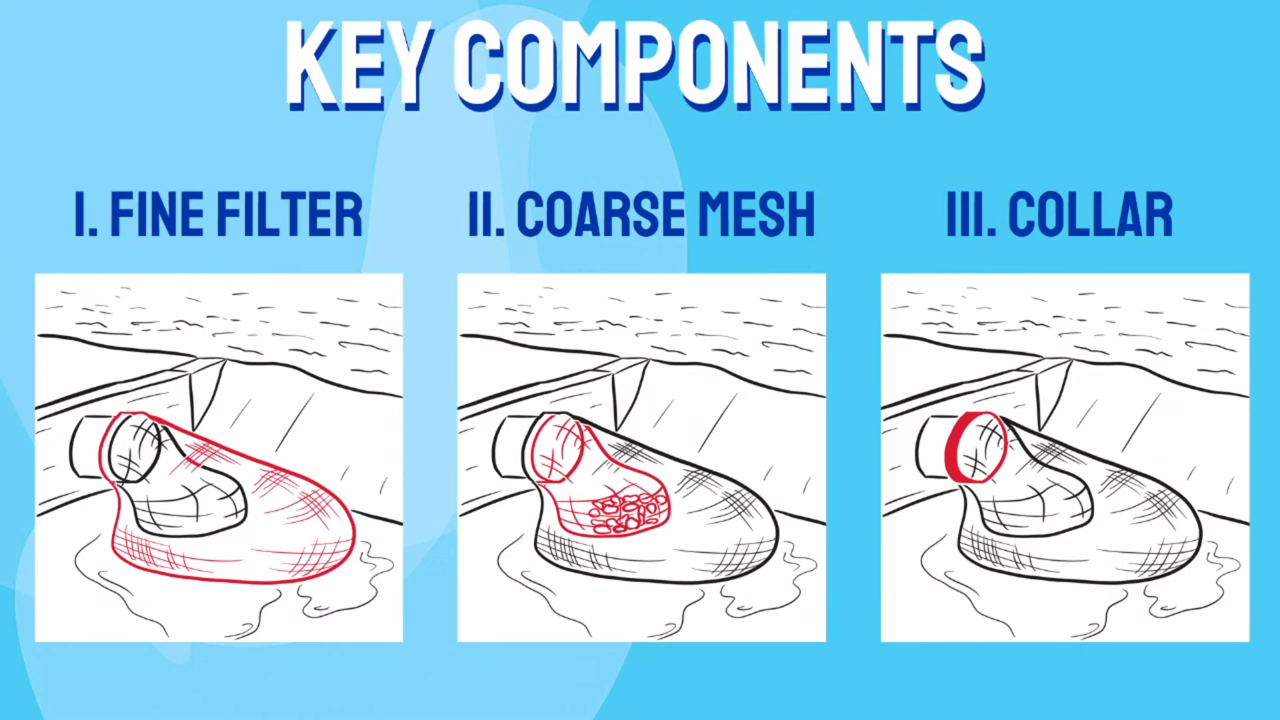 KEY COMPONENTS
I. FINE FILTER
II. COARSE MESH
III. COLLAR